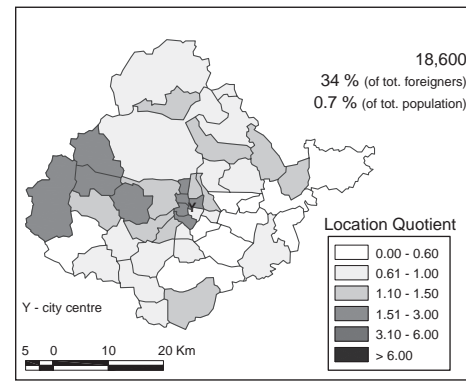 18,600
34 % (of tot. foreigners)
0.7 % (of tot. population)
Y
Location Quotient
0.00 - 0.60
0.61 - 1.00
1.10 - 1.50
1.51 - 3.00
3.10 - 6.00
> 6.00
Y - city centre
5 0 10 20 Km